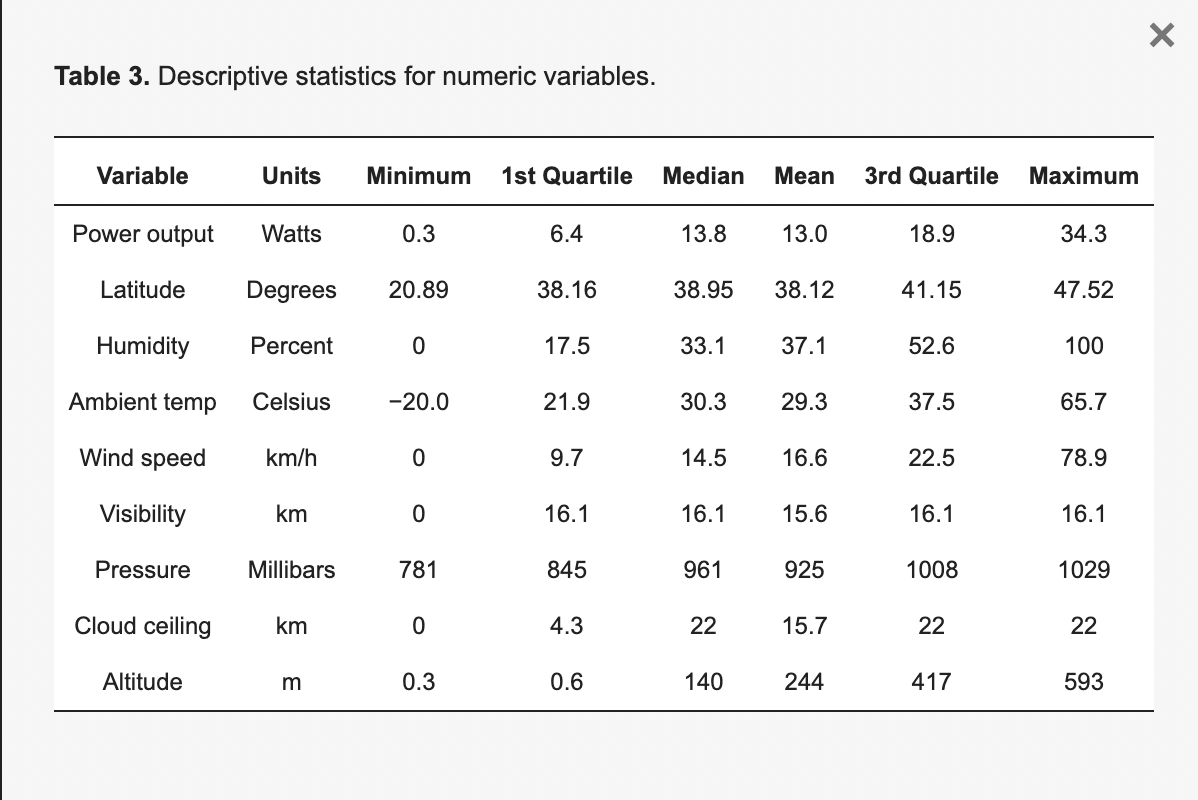 Table 3. Descriptive statistics for numeric variables.
Variable Units Minimum 1st Quartile Median Mean 3rd Quartile Maximum
Power output Watts 0.3 6.4 13.8 13.0 18.9 34.3
Latitude Degrees 20.89 38.16 38.95 38.12 41.15 47.52
Humidity Percent 0 17.5 33.1 37.1 52.6 100
Ambient temp Celsius −20.0 21.9 30.3 29.3 37.5 65.7
Wind speed km/h 0 9.7 14.5 16.6 22.5 78.9
Visibility km 0 16.1 16.1 15.6 16.1 16.1
Pressure Millibars 781 845 961 925 1008 1029
Cloud ceiling km 0 4.3 22 15.7 22 22
Altitude m 0.3 0.6 140 244 417 593